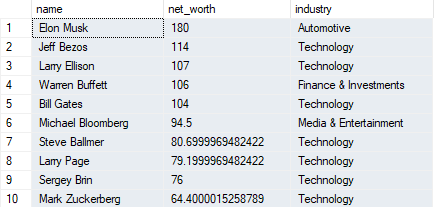 name net_worth industry
1 Elon Musk 180 Automotive
2 Jeff Bezos 114 Technology
3 Larry Ellison 107 Technology
4 Warren Buffett 106 Finance & Investments
5 Bill Gates 104 Technology
6 Michael Bloomberg 94.5 Media & Entertainment
7 Steve Ballmer 80.6999969482422 Technology
8 Larry Page 79.1999969482422 Technology
9 Sergey Brin 76 Technology
10 Mark Zuckerberg 64.4000015258789 Technology